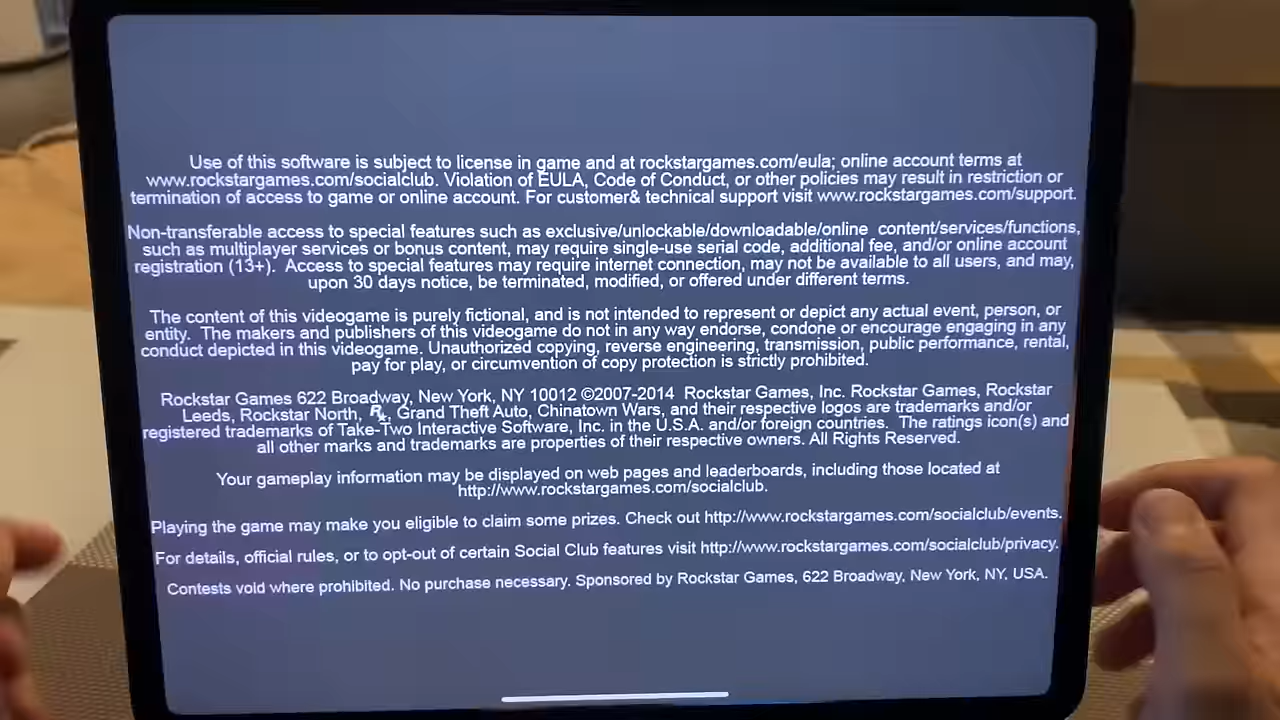 Use of this software is subject to license in game and at rockstargames.com/eula; online account terms at
www.rockstargames.com/socialclub. Violation of EULA, Code of Conduct, or other policies may result in restriction or
termination of access to game or online account. For customer& technical support visit www.rockstargames.com/support.
Non-transferable access to special features such as exclusive/unlockable/downloadable/online content/services/functions,
such as multiplayer services or bonus content, may require single-use serial code, additional fee, and/or online account
registration (13+). Access to special features may require internet connection, may not be available to all users, and may,
upon 30 days notice, be terminated, modified, or offered under different terms.
The content of this videogame is purely fictional, and is not intended to represent or depict any actual event, person, or
entity. The makers and publishers of this videogame do not in any way endorse, condone or encourage engaging in any
conduct depicted in this videogame. Unauthorized copying, reverse engineering, transmission, public performance, rental,
pay for play, or circumvention of copy protection is strictly prohibited.
Rockstar Games 622 Broadway, New York, NY 10012 ©2007-2014 Rockstar Games, Inc. Rockstar Games, Rockstar
Leeds, Rockstar North, R★, Grand Theft Auto, Chinatown Wars, and their respective logos are trademarks and/or
registered trademarks of Take-Two Interactive Software, Inc. in the U.S.A. and/or foreign countries. The ratings icon(s) and
all other marks and trademarks are properties of their respective owners. All Rights Reserved.
Your gameplay information may be displayed on web pages and leaderboards, including those located at
http://www.rockstargames.com/socialclub.
Playing the game may make you eligible to claim some prizes. Check out http://www.rockstargames.com/socialclub/events.
For details, official rules, or to opt-out of certain Social Club features visit http://www.rockstargames.com/socialclub/privacy.
Contests void where prohibited. No purchase necessary. Sponsored by Rockstar Games, 622 Broadway, New York, NY, USA.